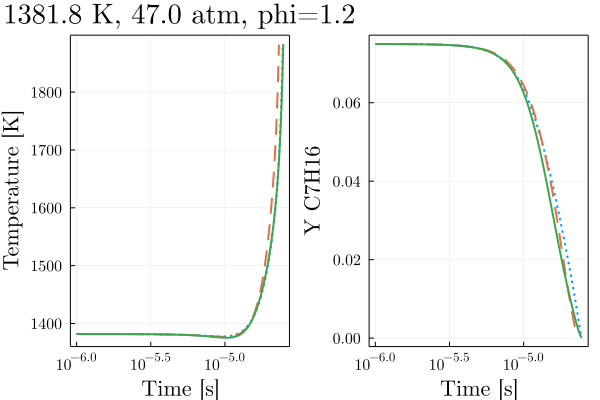 1381.8 K, 47.0 atm, phi=1.2
Temperature [K]
1800
1700
1600
1500
1400
10^−6.0 10^−5.5 10^−5.0
Time [s]
Y C7H16
0.06
0.04
0.02
0.00
10^−6.0 10^−5.5 10^−5.0
Time [s]